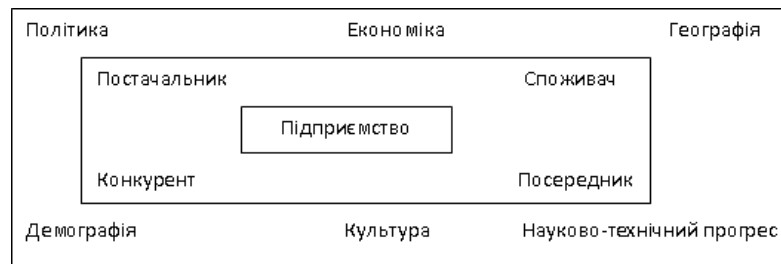 Політика Економіка Географія
Постачальник Споживач
Підприємство
Конкурент Посередник
Демографія Культура Науково-технічний прогрес